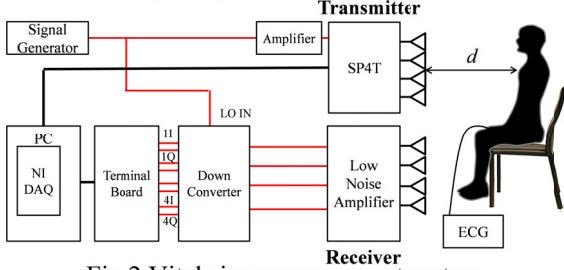 Transmitter
Signal
Generator
Amplifier
SP4T
d
LO IN
PC
NI
DAQ
Terminal
Board
1I
1Q
4I
4Q
Down
Converter
Low
Noise
Amplifier
ECG
Receiver